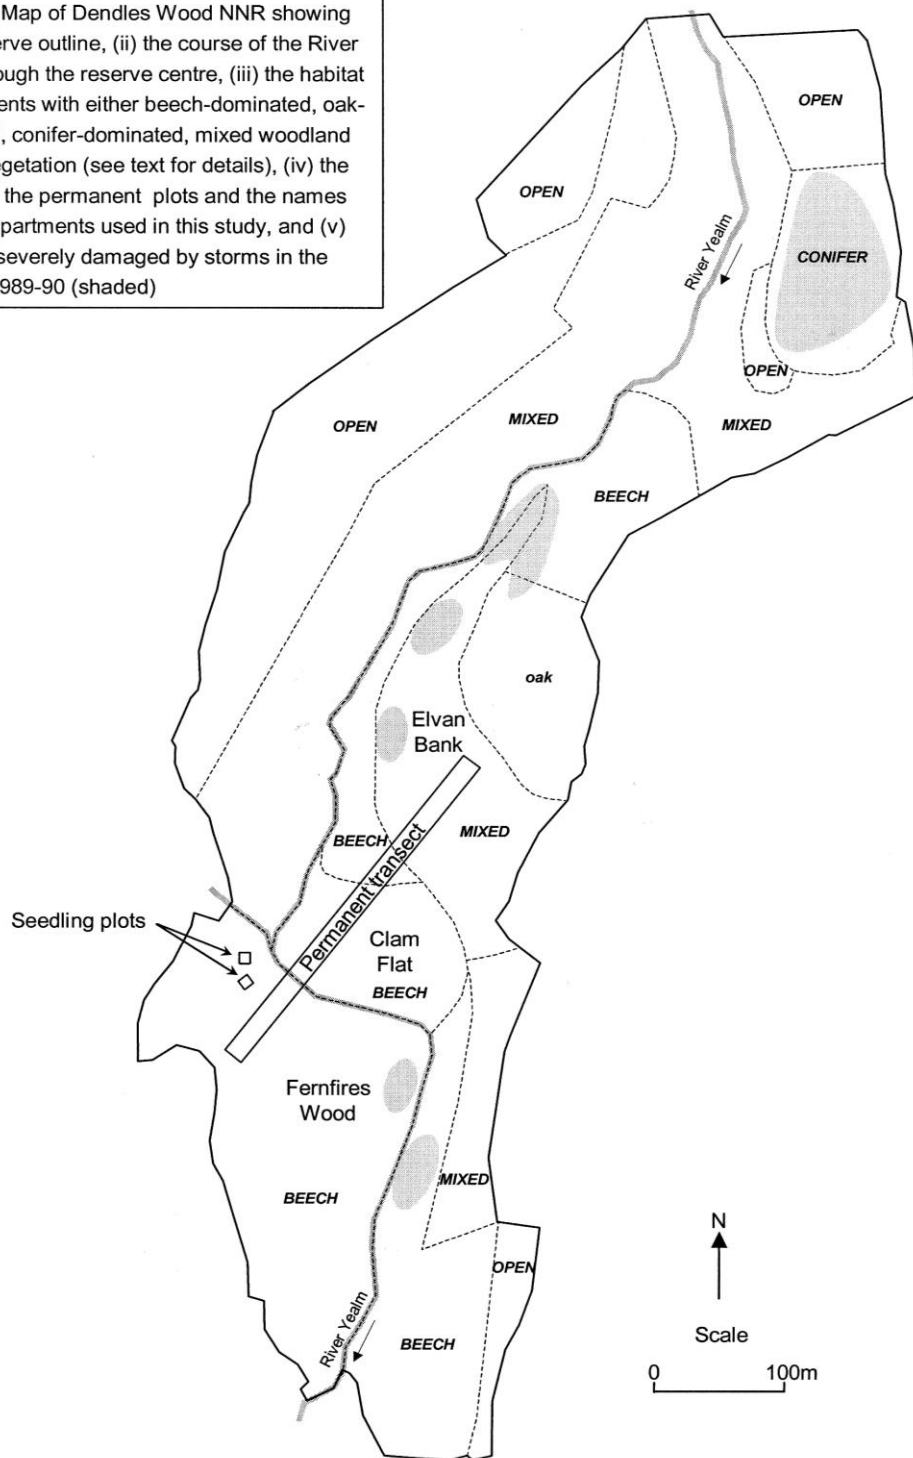 Map of Dendles Wood NNR showing
erve outline, (ii) the course of the River
ough the reserve centre, (iii) the habitat
ents with either beech-dominated, oak-
, conifer-dominated, mixed woodland
egetation (see text for details), (iv) the
the permanent plots and the names
partments used in this study, and (v)
severely damaged by storms in the
989-90 (shaded)
OPEN
OPEN
CONIFER
River Yealm
OPEN
OPEN
MIXED
MIXED
BEECH
oak
Elvan
Bank
BEECH
MIXED
Permanent transect
Seedling plots
Clam
Flat
BEECH
Fernfires
Wood
MIXED
BEECH
N
OPEN
River Yealm
BEECH
Scale
0 100m